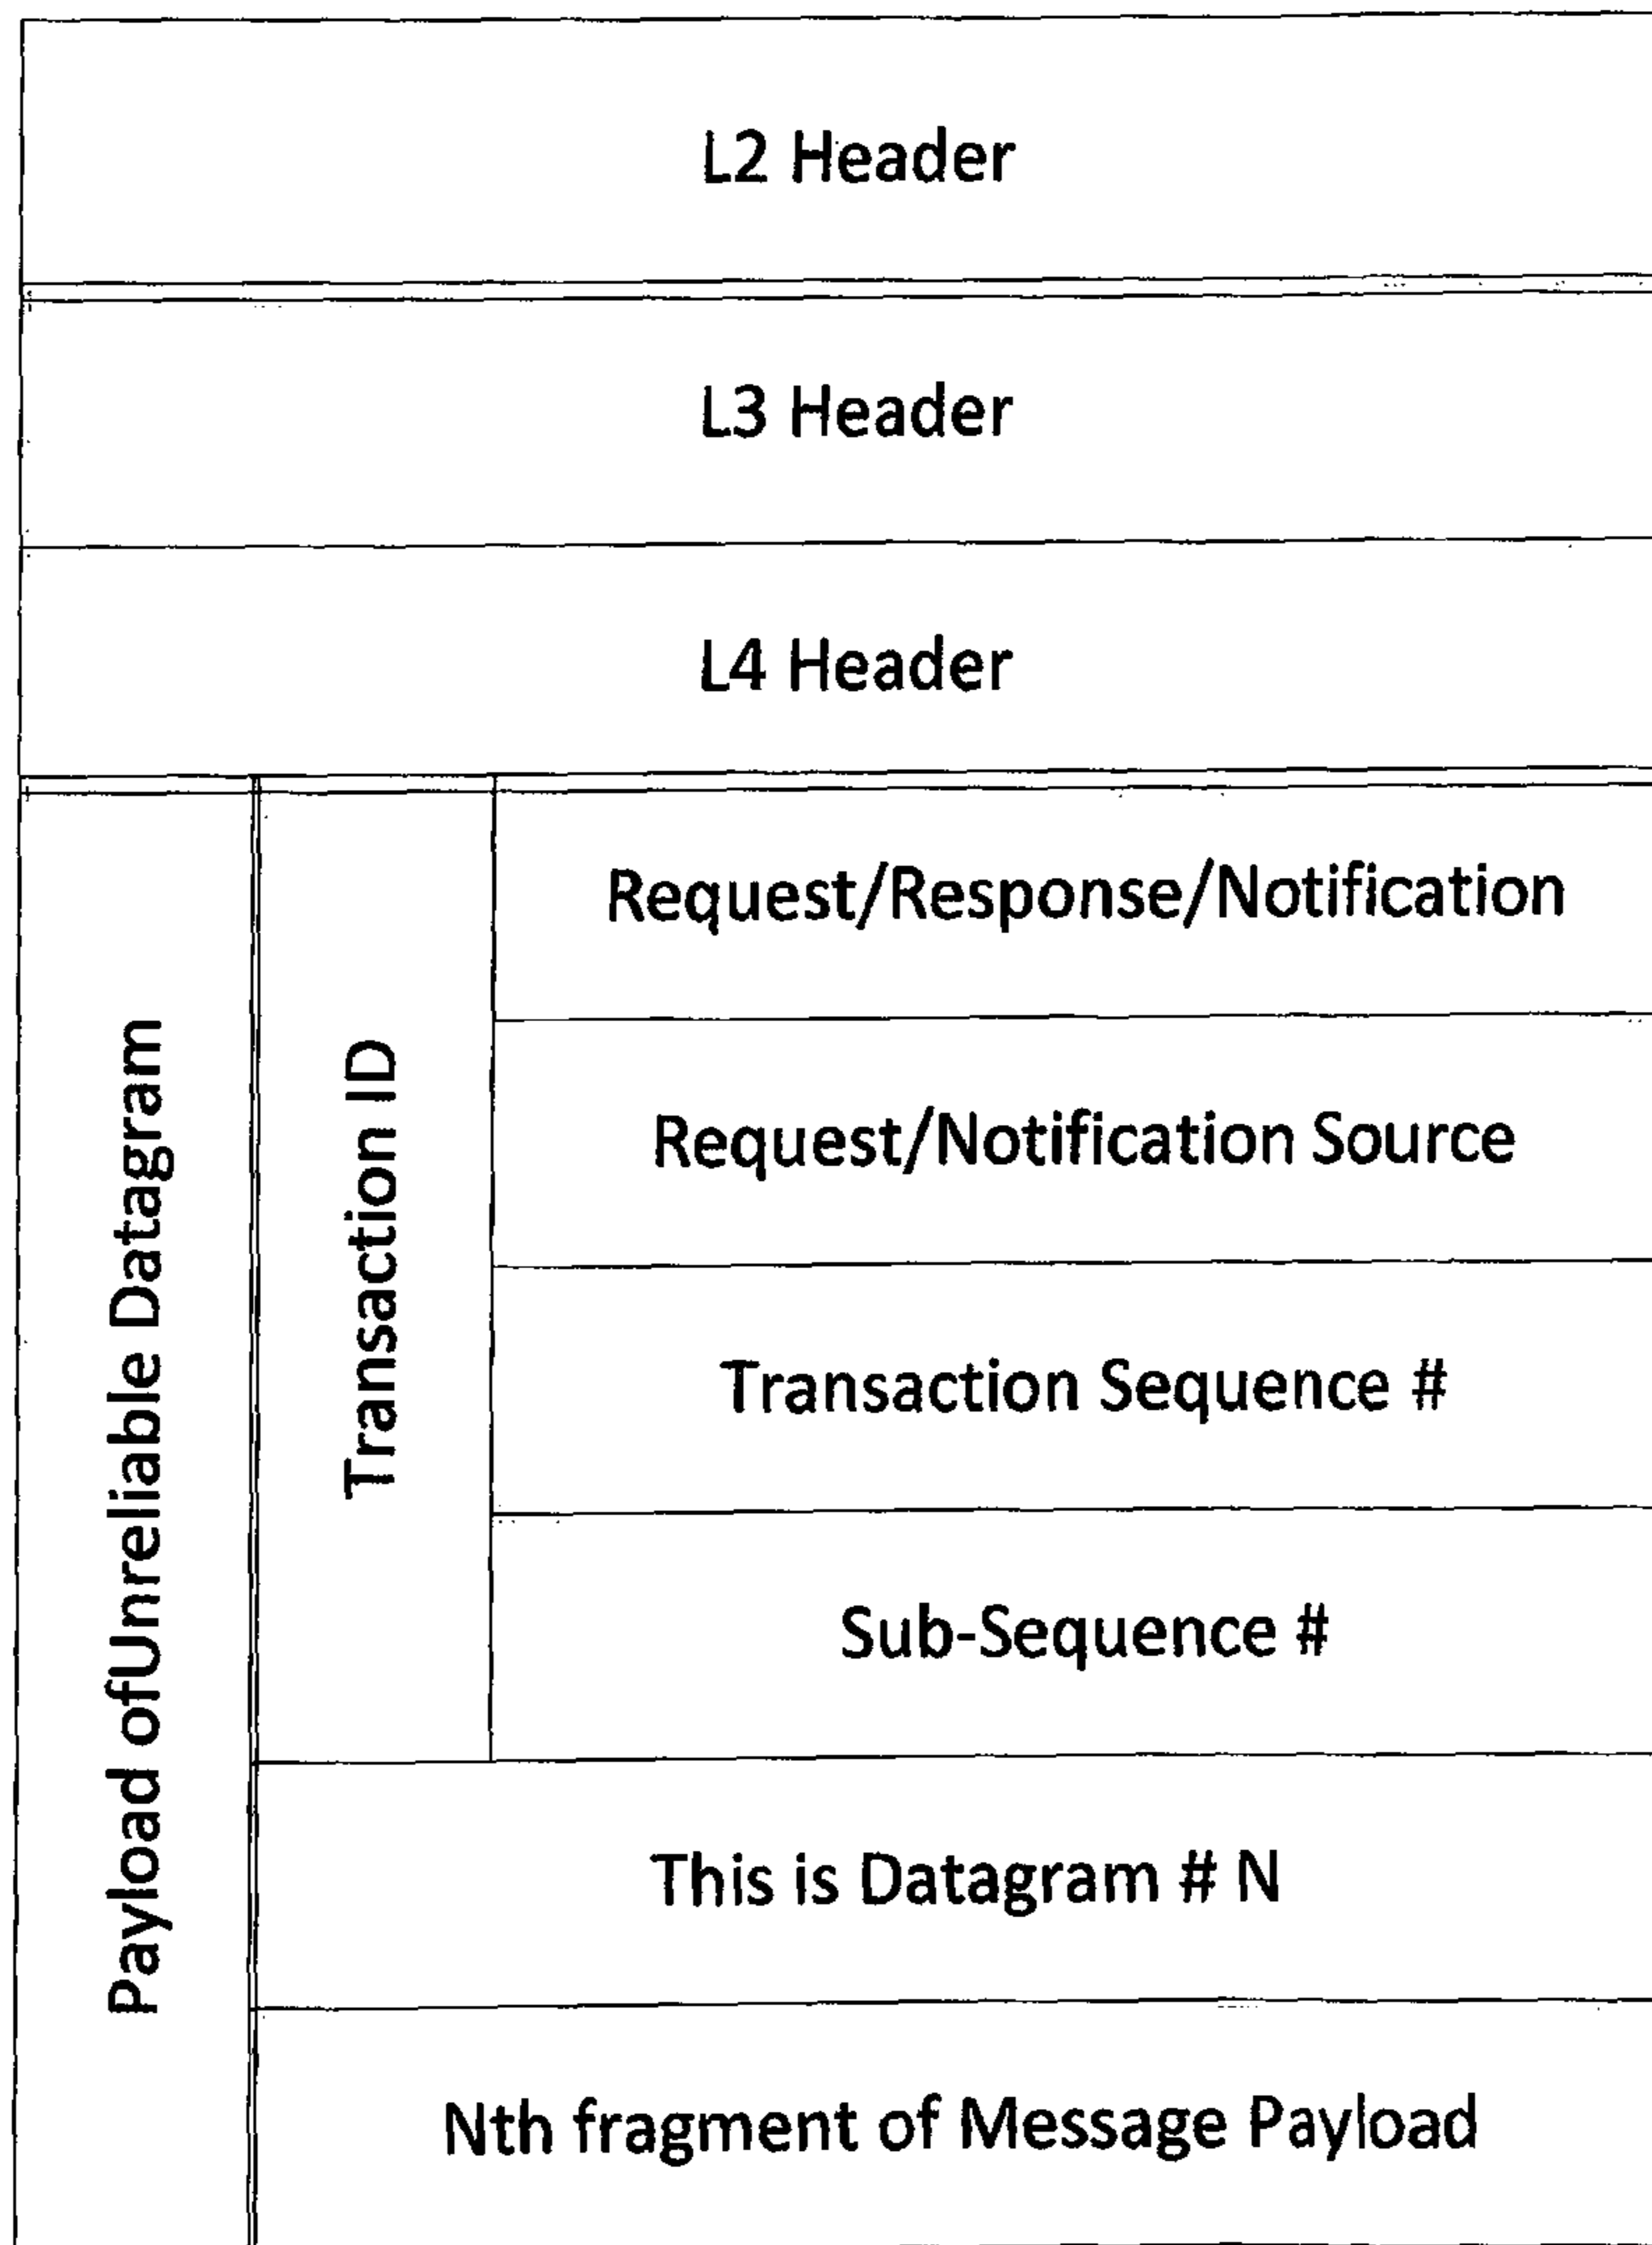 L2 Header
L3 Header
L4 Header
Payload ofUnreliable Datagram
Transaction ID
Request/Response/Notification
Request/Notification Source
Transaction Sequence #
Sub-Sequence #
This is Datagram # N
Nth fragment of Message Payload